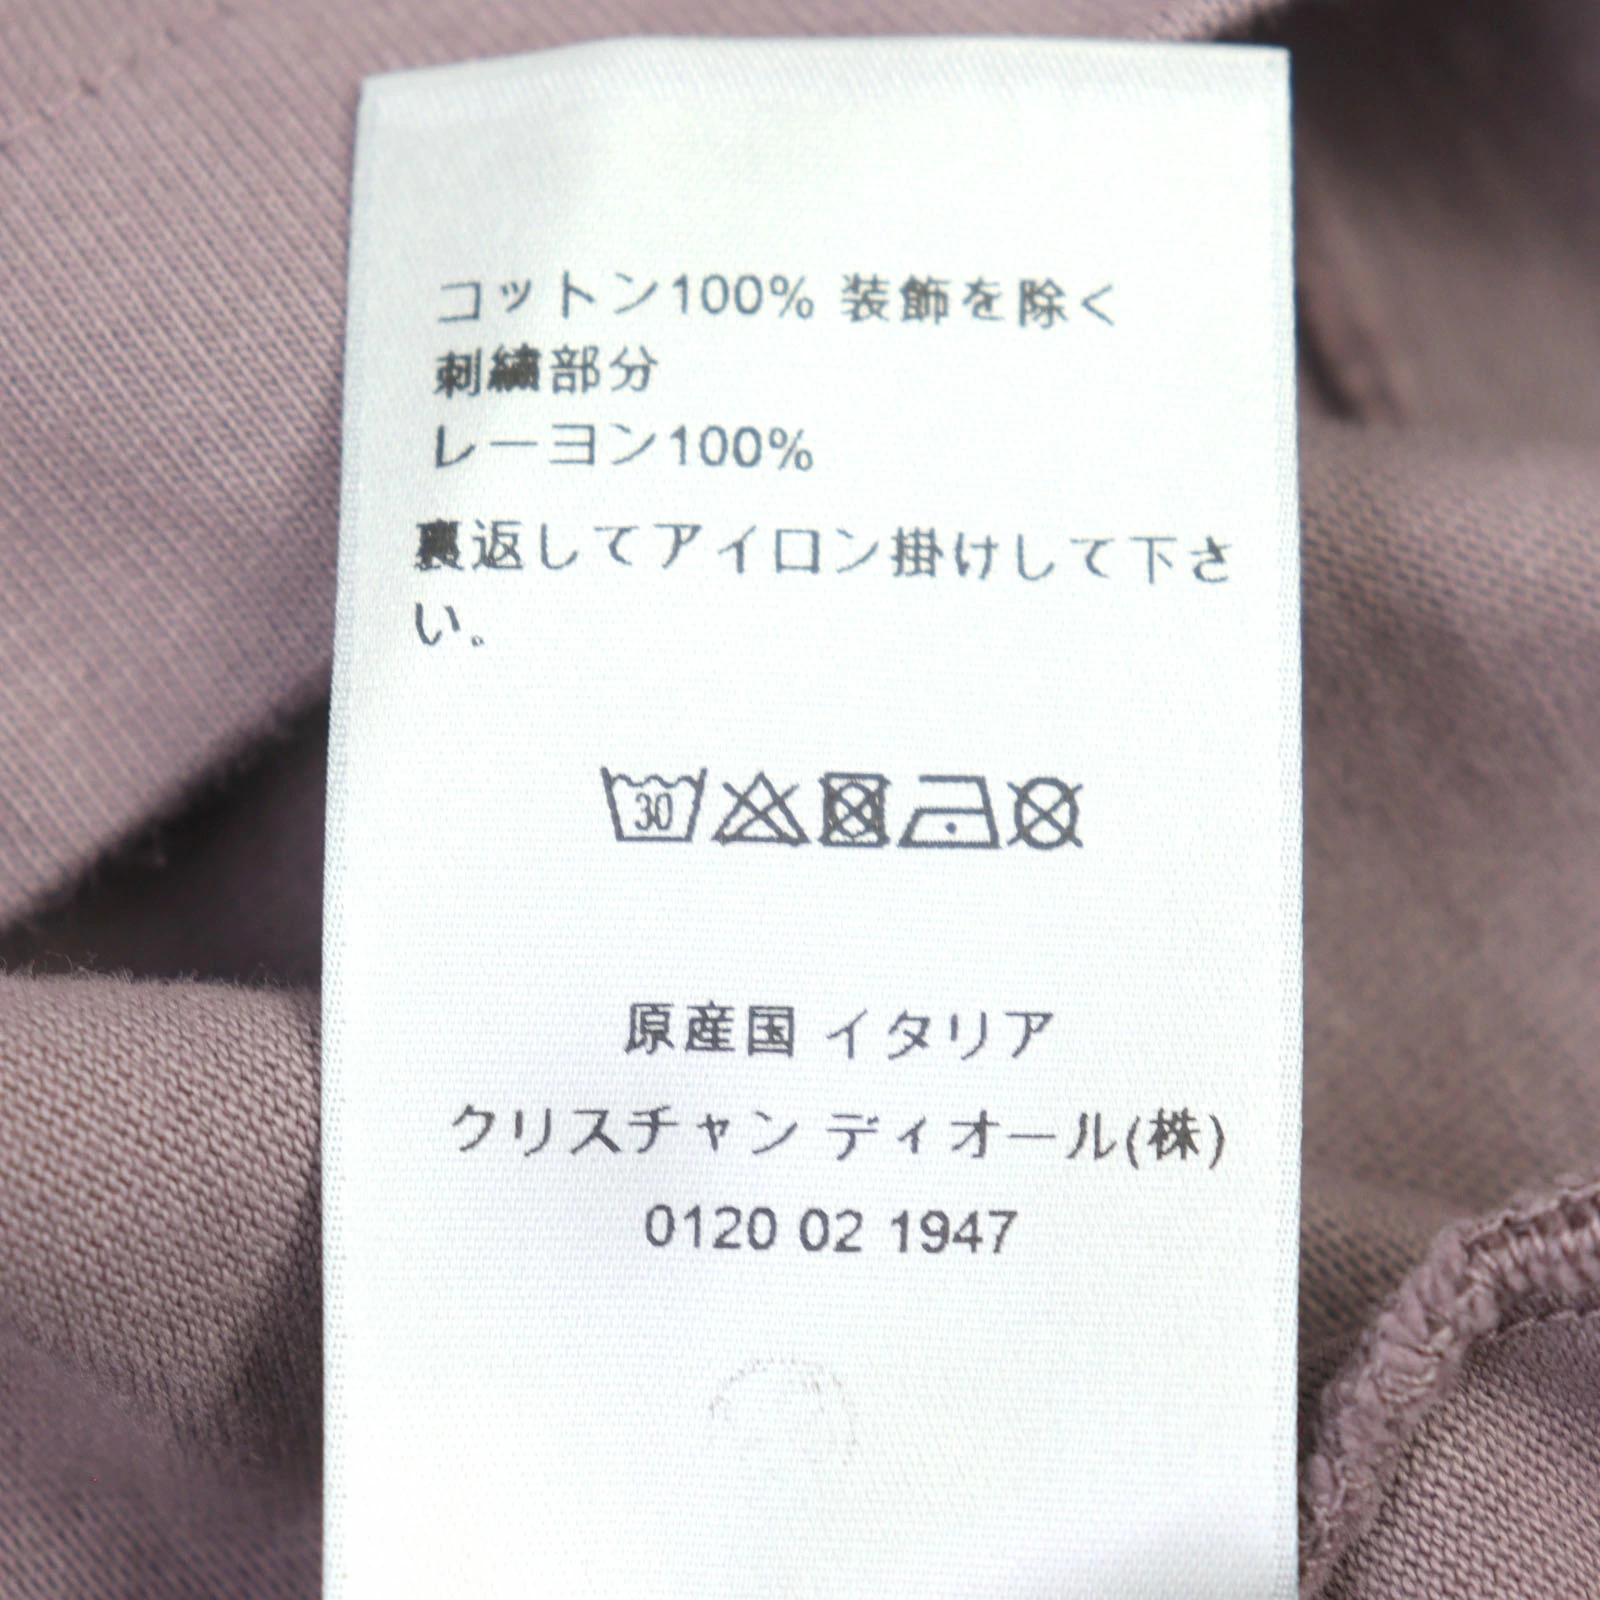 コットン100% 装飾を除く
刺繍部分
レーヨン100%
裏返してアイロン掛けして下さ
い。
30
原産国 イタリア
クリスチャン ディオール(株)
0120 02 1947